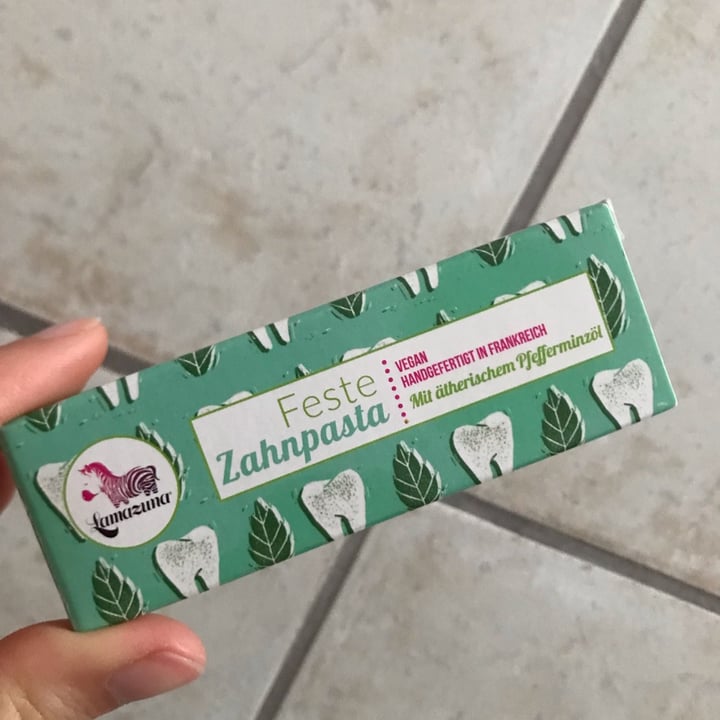 Lamazuna
Feste
Zahnpasta
VEGAN
HANDGEFERTIGT IN FRANKREICH
Mit ätherischem Pfefferminzöl